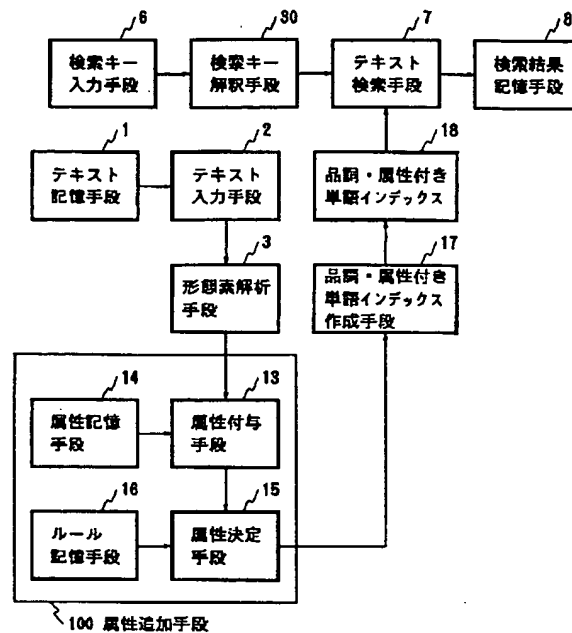 6
30
7
8
検索キー
入力手段
検索キー
解釈手段
テキスト
検索手段
検索結果
記憶手段
1
2
18
テキスト
記憶手段
テキスト
入力手段
品詞・属性付き
単語インデックス
3
17
形態素解析
手段
品詞・属性付き
単語インデックス
作成手段
14
13
属性記憶
手段
属性付与
手段
16
15
ルール
記憶手段
属性決定
手段
100 属性追加手段